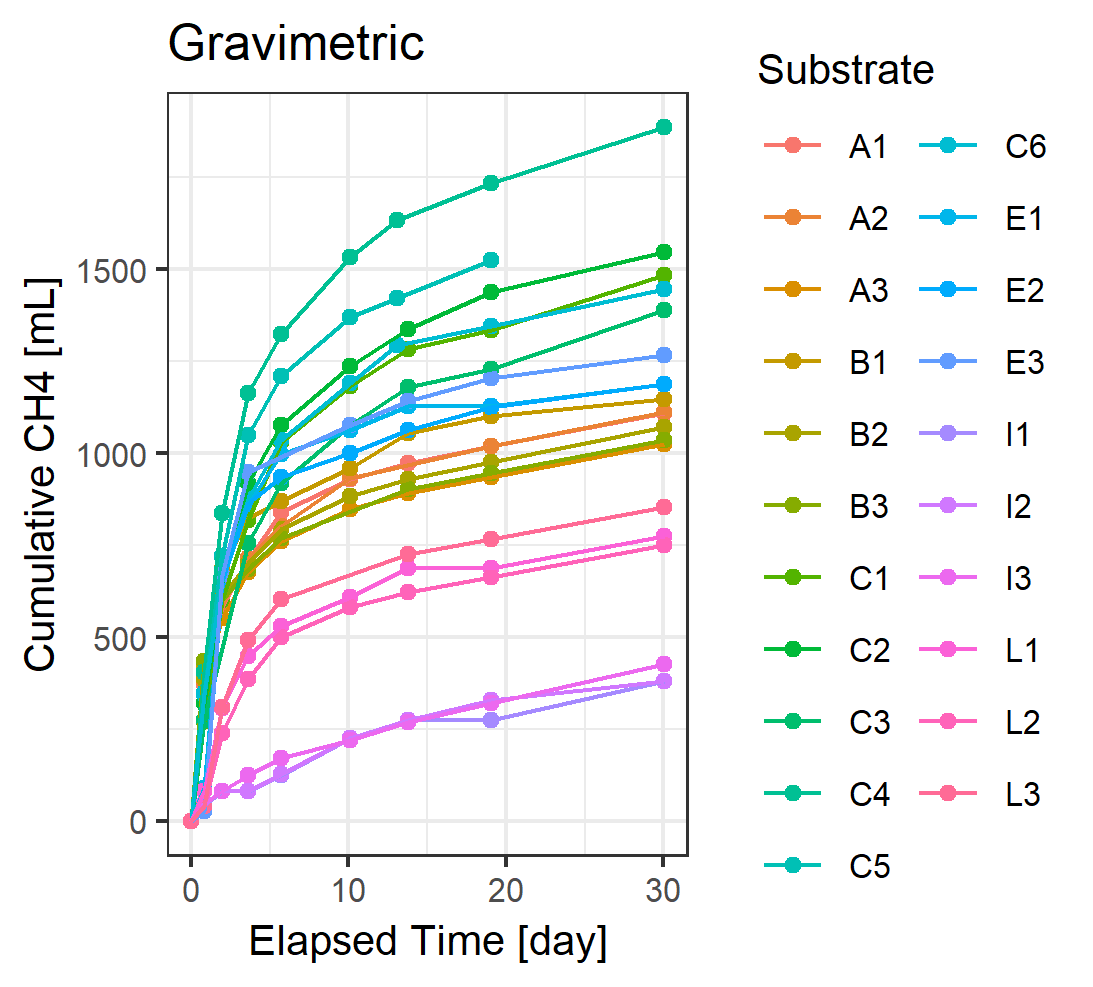 Gravimetric
Substrate
A1
A2
A3
B1
B2
B3
C1
C2
C3
C4
C5
C6
E1
E2
E3
I1
I2
I3
L1
L2
L3
Cumulative CH4 [mL]
1500
1000
500
0
0 10 20 30
Elapsed Time [day]